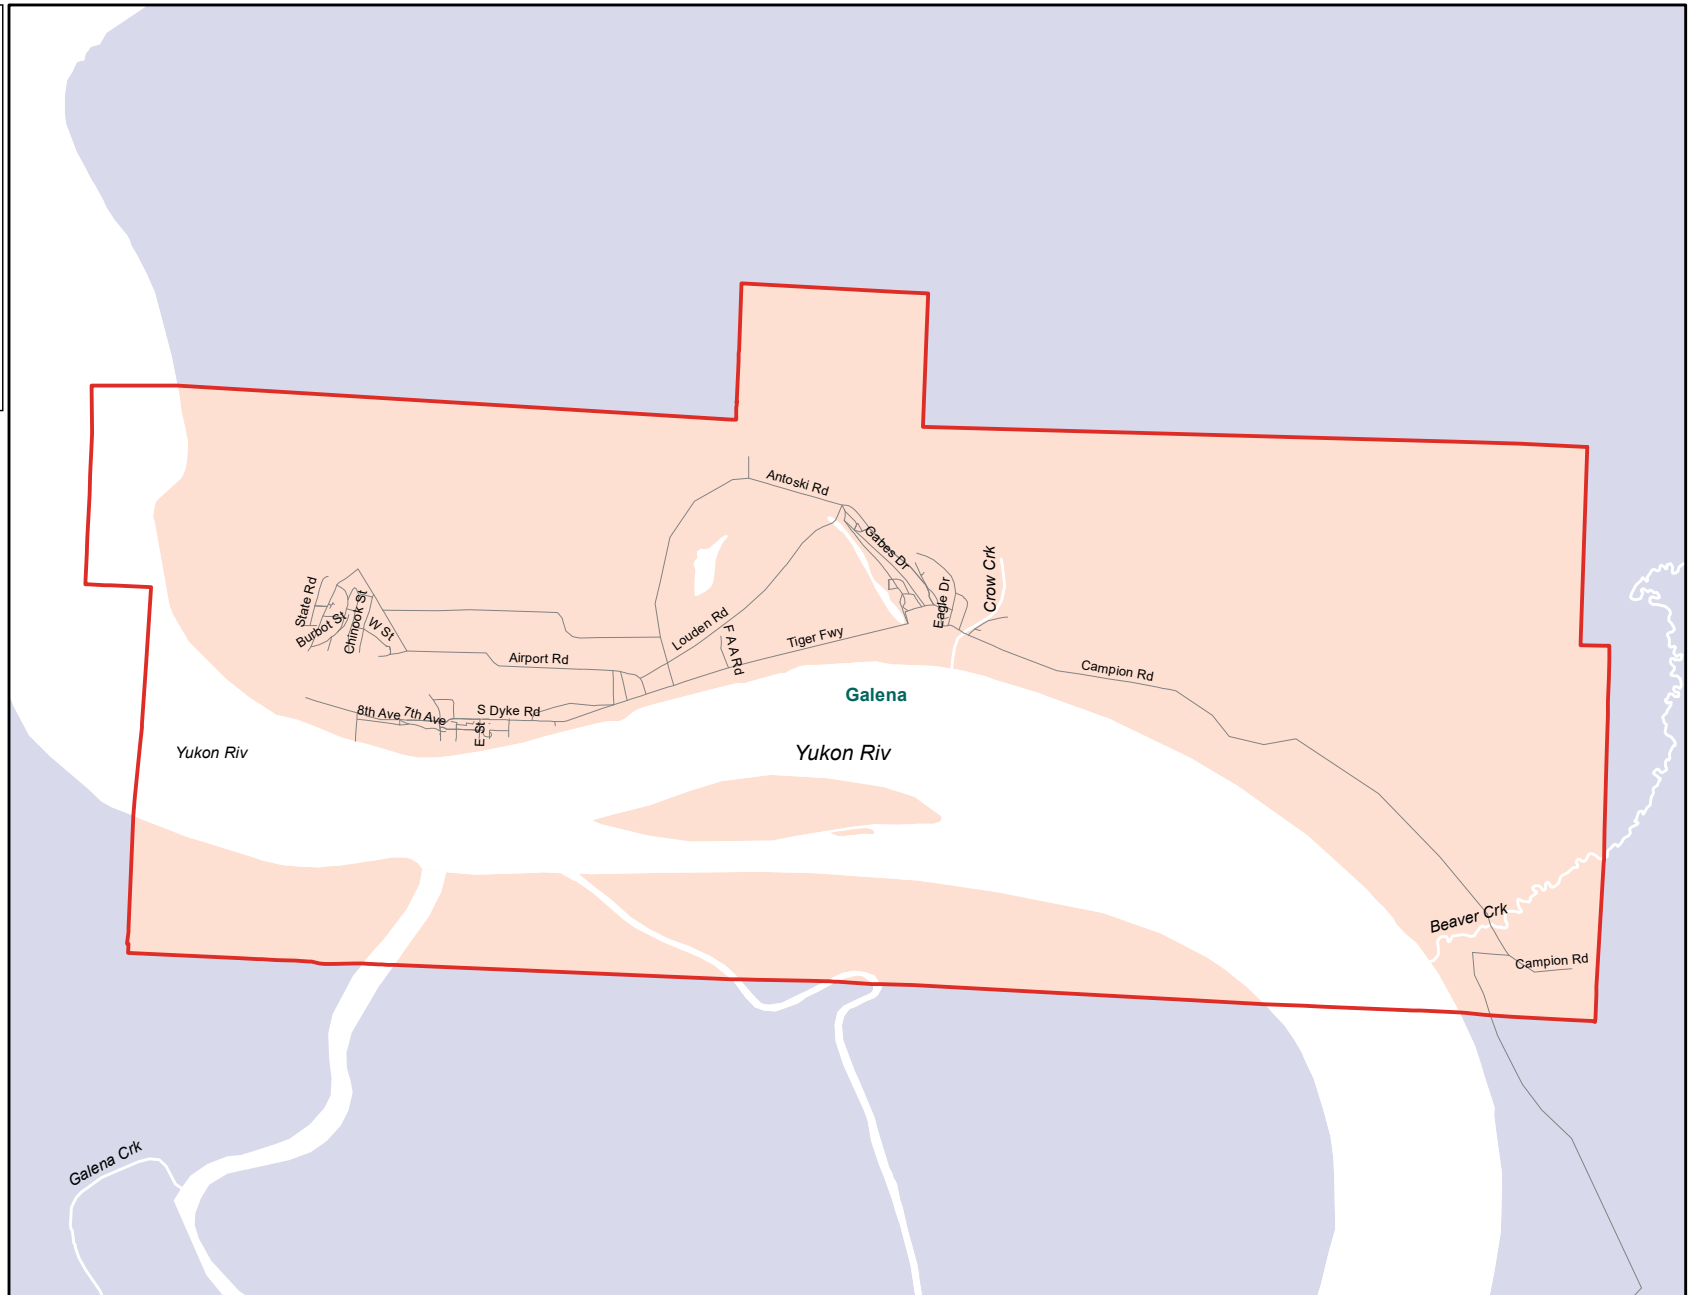 Antoski Rd
Gabes Dr
Crow Crk
State Rd
Burbot St
Chinook St
W St
Eagle Dr
Louden Rd
F A A Rd
Tiger Fwy
Airport Rd
Campion Rd
Galena
8th Ave
7th Ave
S Dyke Rd
E St
Yukon Riv
Yukon Riv
Beaver Crk
Campion Rd
Galena Crk